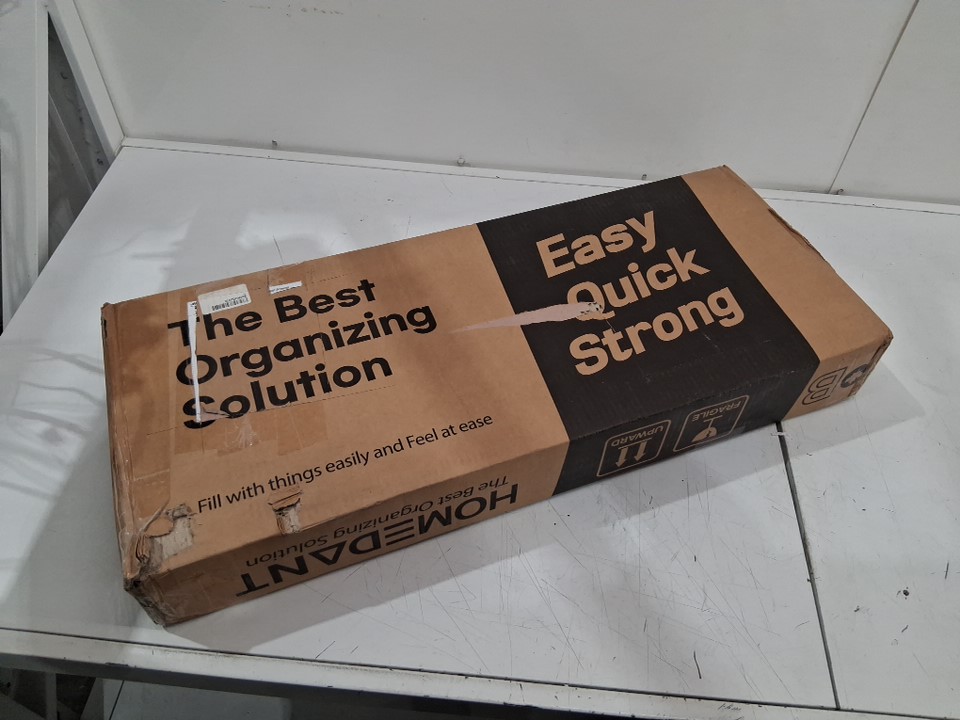 The Best
Organizing
Solution
Fill with things easily and Feel at ease
Easy
Quick
Strong
HOMEDANT
The Best Organizing Solution
UPWARD
FRAGILE
B